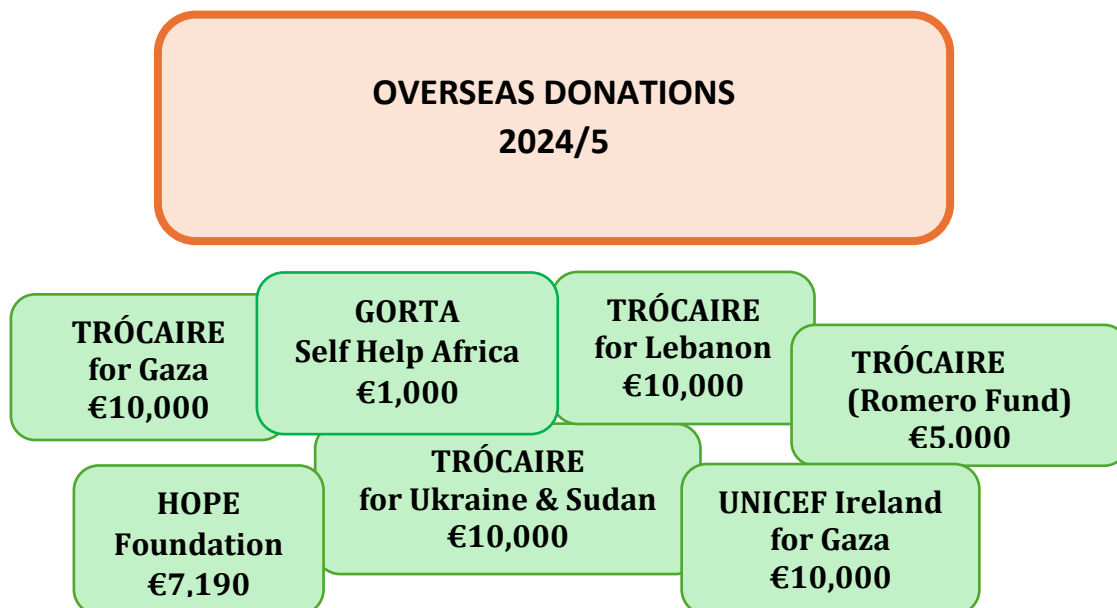 OVERSEAS DONATIONS
2024/5
TRÓCAIRE
for Gaza
€10,000
GORTA
Self Help Africa
€1,000
TRÓCAIRE
for Lebanon
€10,000
TRÓCAIRE
(Romero Fund)
€5,000
HOPE
Foundation
€7,190
TRÓCAIRE
for Ukraine & Sudan
€10,000
UNICEF Ireland
for Gaza
€10,000